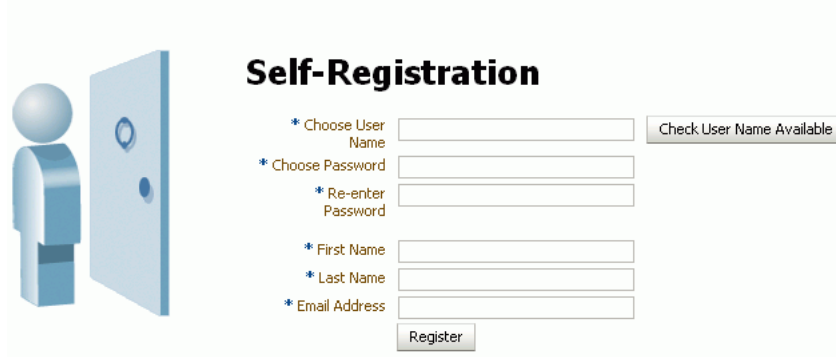 Self-Registration
* Choose User
Name
Check User Name Available
* Choose Password
* Re-enter
Password
* First Name
* Last Name
* Email Address
Register